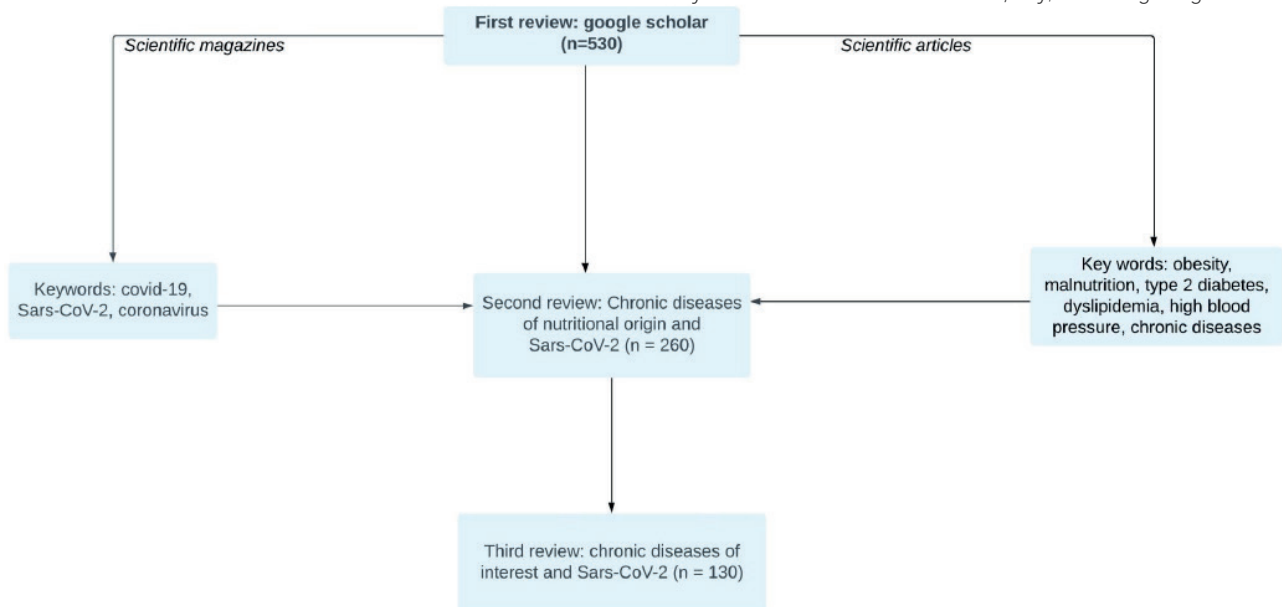 First review: google scholar
(n=530)
Scientific magazines
Scientific articles
Keywords: covid-19,
Sars-CoV-2, coronavirus
Second review: Chronic diseases
of nutritional origin and
Sars-CoV-2 (n = 260)
Key words: obesity,
malnutrition, type 2 diabetes,
dyslipidemia, high blood
pressure, chronic diseases
Third review: chronic diseases of
interest and Sars-CoV-2 (n = 130)